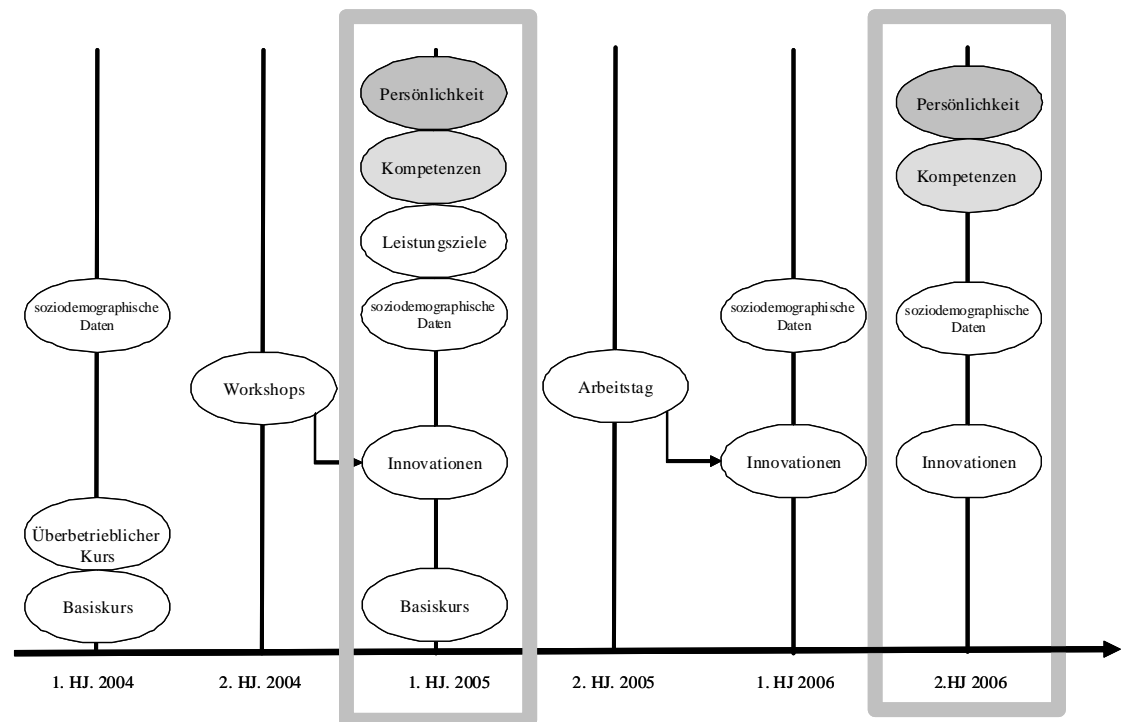 Persönlichkeit
Kompetenzen
Leistungsziele
soziodemographische
Daten
Workshops
Innovationen
Überbetrieblicher
Kurs
Basiskurs
soziodemographische
Daten
Basiskurs
Arbeitstag
soziodemographische
Daten
Innovationen
Persönlichkeit
Kompetenzen
soziodemographische
Daten
Innovationen
1. HJ. 2004
2. HJ. 2004
1. HJ. 2005
2. HJ. 2005
1. HJ 2006
2.HJ 2006